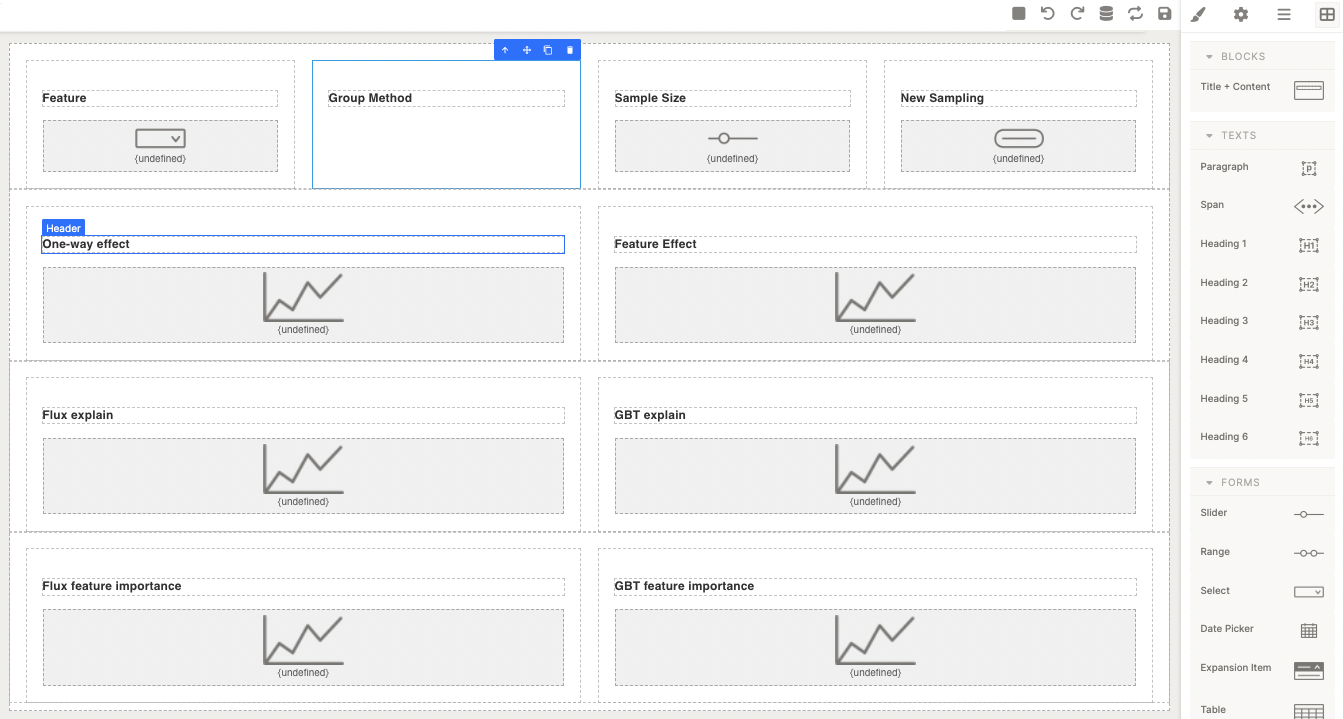 Feature
Group Method
Sample Size
New Sampling
{undefined}
{undefined}
{undefined}
Header
One-way effect
Feature Effect
{undefined}
{undefined}
Flux explain
GBT explain
{undefined}
{undefined}
Flux feature importance
GBT feature importance
{undefined}
{undefined}
BLOCKS
Title + Content
TEXTS
Paragraph
P
Span
Heading 1
H1
Heading 2
H2
Heading 3
H3
Heading 4
H4
Heading 5
H5
Heading 6
H6
FORMS
Slider
Range
Select
Date Picker
Expansion Item
Table